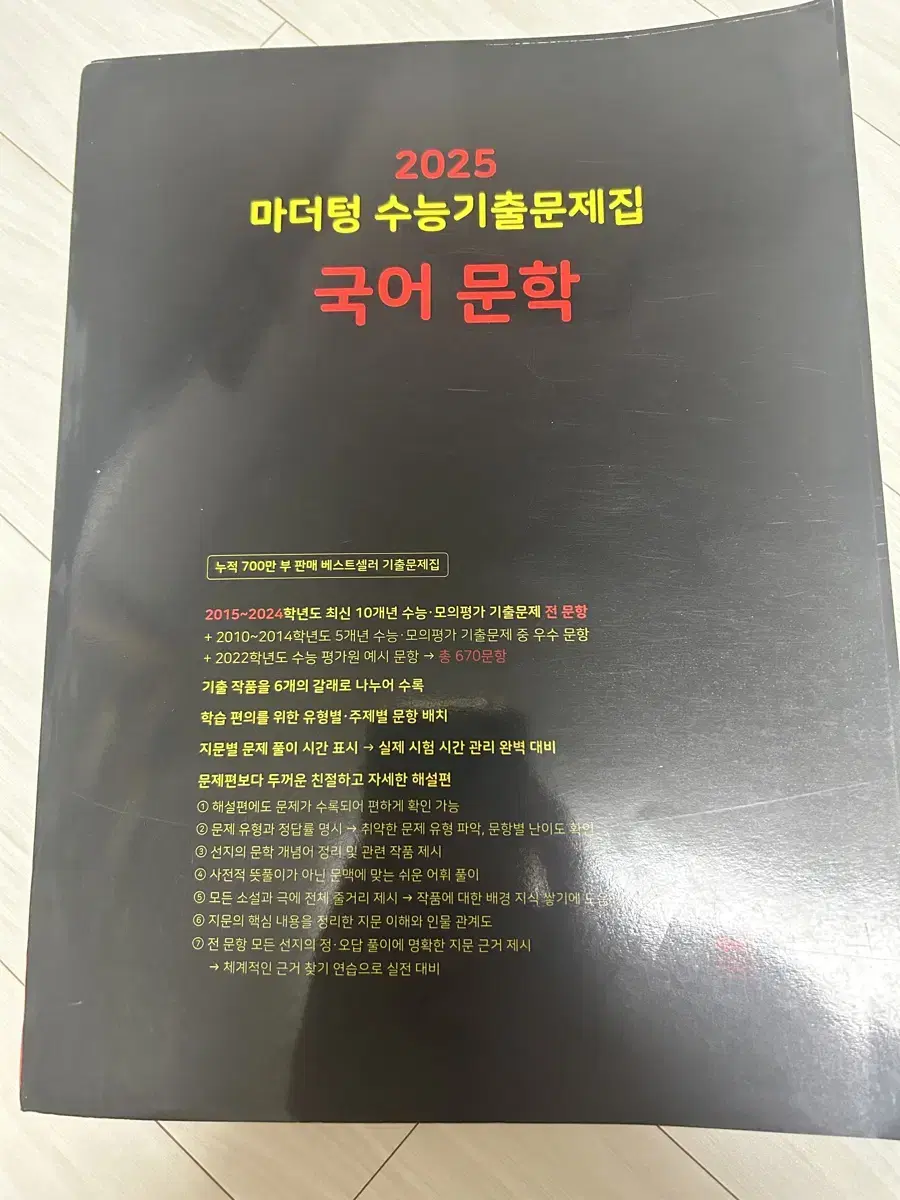 2025
마더텅 수능기출문제집
국어 문학
누적 700만 부 판매 베스트셀러 기출문제집
2015~2024학년도 최신 10개년 수능·모의평가 기출문제 전 문항
+ 2010~2014학년도 5개년 수능·모의평가 기출문제 중 우수 문항
+ 2022학년도 수능 평가원 예시 문항 → 총 670문항
기출 작품을 6개의 갈래로 나누어 수록
학습 편의를 위한 유형별·주제별 문항 배치
지문별 문제 풀이 시간 표시 → 실제 시험 시간 관리 완벽 대비
문제편보다 두꺼운 친절하고 자세한 해설편
① 해설편에도 문제가 수록되어 편하게 확인 가능
② 문제 유형과 정답률 명시 → 취약한 문제 유형 파악, 문항별 난이도 확인
③ 선지의 문학 개념어 정리 및 관련 작품 제시
④ 사전적 뜻풀이가 아닌 문맥에 맞는 쉬운 어휘 풀이
⑤ 모든 소설과 극에 전체 줄거리 제시 → 작품에 대한 배경 지식 쌓기에
⑥ 지문의 핵심 내용을 정리한 지문 이해와 인물 관계도
⑦ 전 문항 모든 선지의 정·오답 풀이에 명확한 지문 근거 제시
→ 체계적인 근거 찾기 연습으로 실전 대비